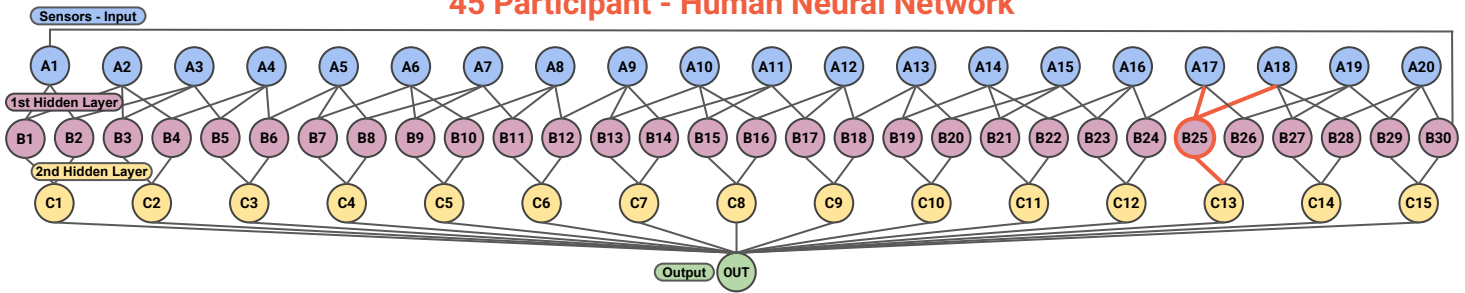 45 Participant - Human Neural Network
Sensors - Input
A1 A2 A3 A4 A5 A6 A7 A8 A9 A10 A11 A12 A13 A14 A15 A16 A17 A18 A19 A20
1st Hidden Layer
B1 B2 B3 B4 B5 B6 B7 B8 B9 B10 B11 B12 B13 B14 B15 B16 B17 B18 B19 B20 B21 B22 B23 B24 B25 B26 B27 B28 B29 B30
2nd Hidden Layer
C1 C2 C3 C4 C5 C6 C7 C8 C9 C10 C11 C12 C13 C14 C15
Output OUT